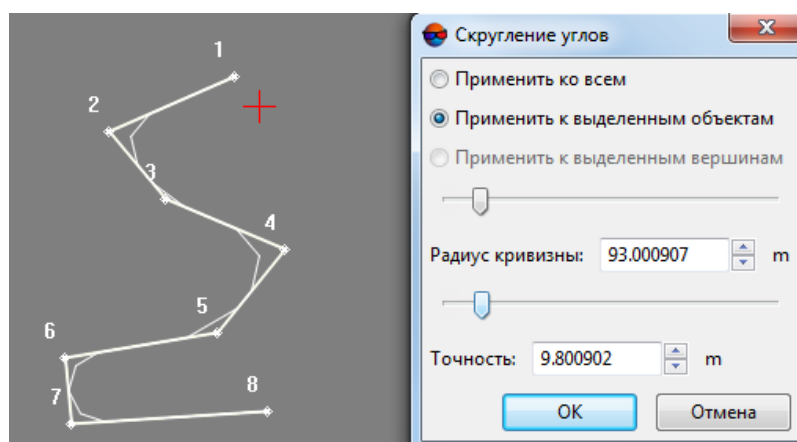 1
2
3
4
5
6
7
8
Скругление углов
Применить ко всем
Применить к выделенным объектам
Применить к выделенным вершинам
Радиус кривизны: 93.000907 m
Точность: 9.800902 m
OK Отмена